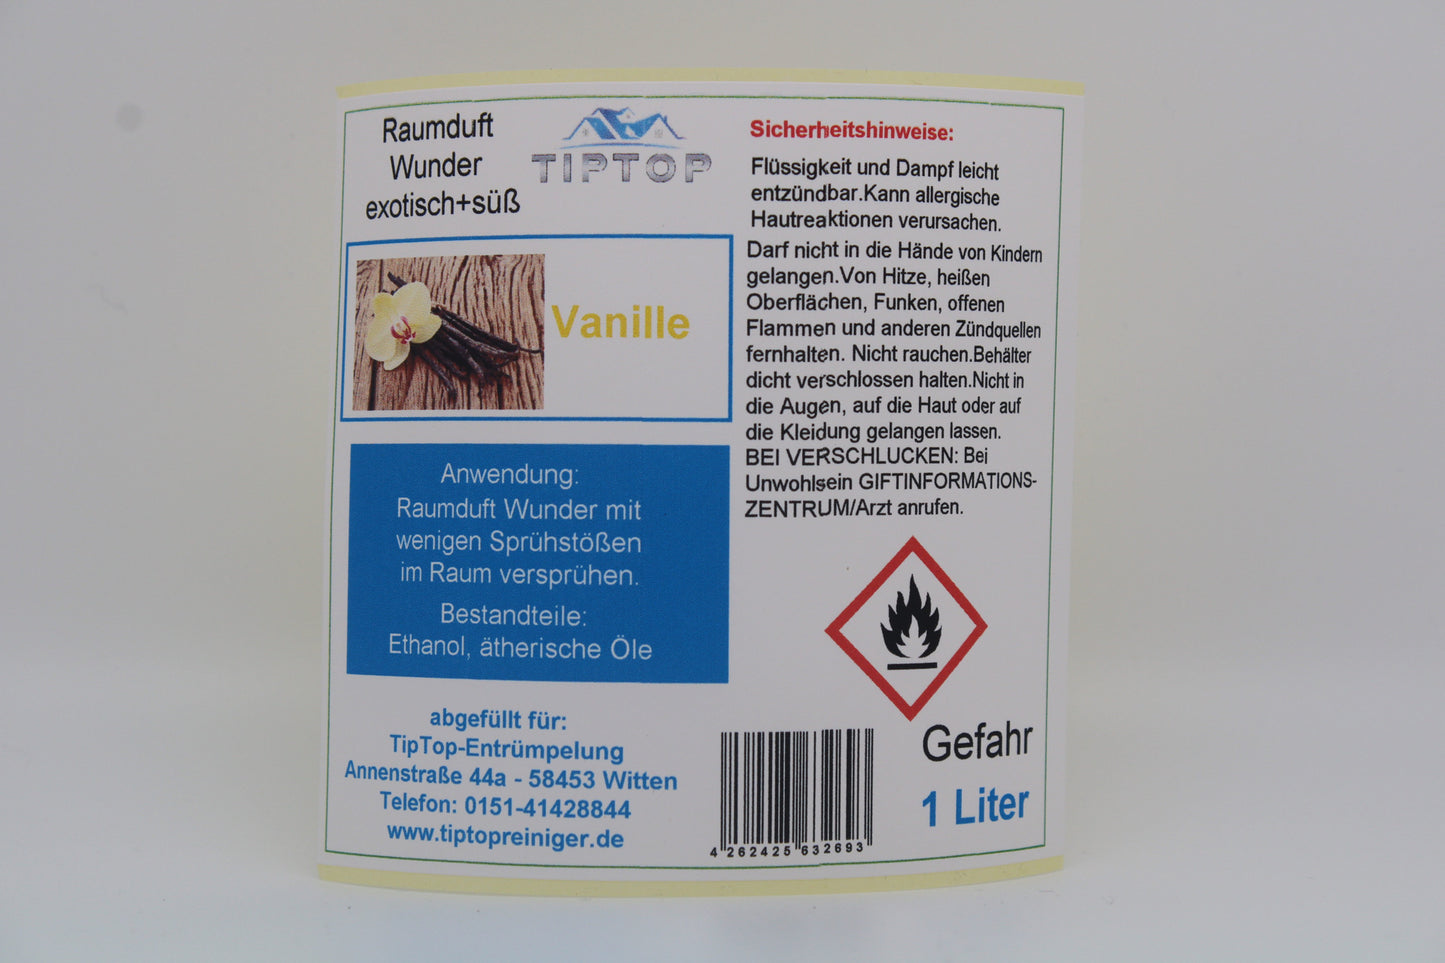 Raumduft
Wunder
exotisch+süß
TIPTOP
Vanille
Anwendung:
Raumduft Wunder mit
wenigen Sprühstößen
im Raum versprühen.
Bestandteile:
Ethanol, ätherische Öle
abgefüllt für:
TipTop-Entrümpelung
Annenstraße 44a - 58453 Witten
Telefon: 0151-41428844
www.tiptopreiniger.de
Sicherheitshinweise:
Flüssigkeit und Dampf leicht
entzündbar.Kann allergische
Hautreaktionen verursachen.
Darf nicht in die Hände von Kindern
gelangen.Von Hitze, heißen
Oberflächen, Funken, offenen
Flammen und anderen Zündquellen
fernhalten. Nicht rauchen.Behälter
dicht verschlossen halten.Nicht in
die Augen, auf die Haut oder auf
die Kleidung gelangen lassen.
BEI VERSCHLUCKEN: Bei
Unwohlsein GIFTINFORMATIONS-
ZENTRUM/Arzt anrufen.
Gefahr
1 Liter
4 262425 632693